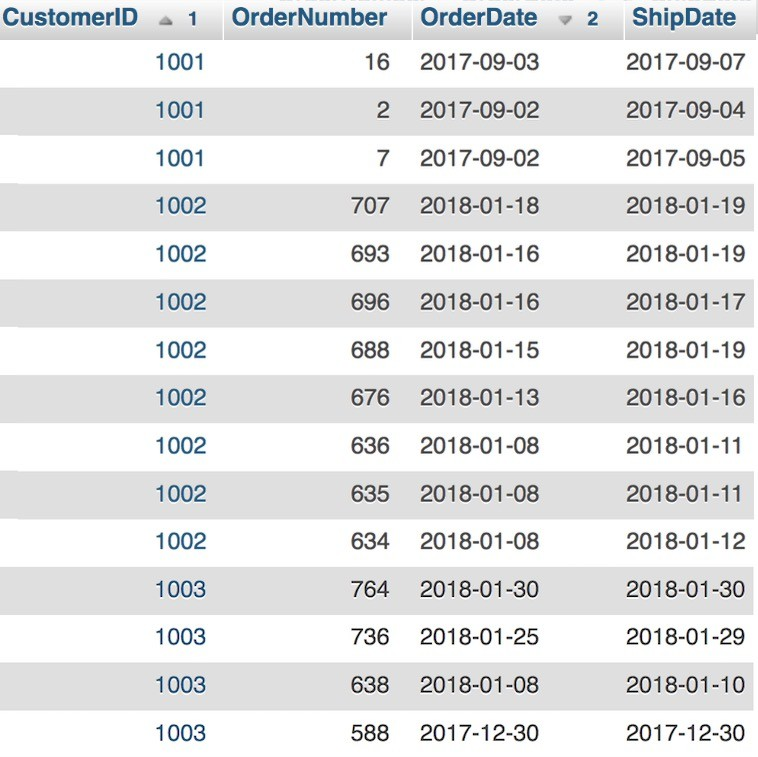 CustomerID 1 OrderNumber OrderDate 2 ShipDate
1001 16 2017-09-03 2017-09-07
1001 2 2017-09-02 2017-09-04
1001 7 2017-09-02 2017-09-05
1002 707 2018-01-18 2018-01-19
1002 693 2018-01-16 2018-01-19
1002 696 2018-01-16 2018-01-17
1002 688 2018-01-15 2018-01-19
1002 676 2018-01-13 2018-01-16
1002 636 2018-01-08 2018-01-11
1002 635 2018-01-08 2018-01-11
1002 634 2018-01-08 2018-01-12
1003 764 2018-01-30 2018-01-30
1003 736 2018-01-25 2018-01-29
1003 638 2018-01-08 2018-01-10
1003 588 2017-12-30 2017-12-30